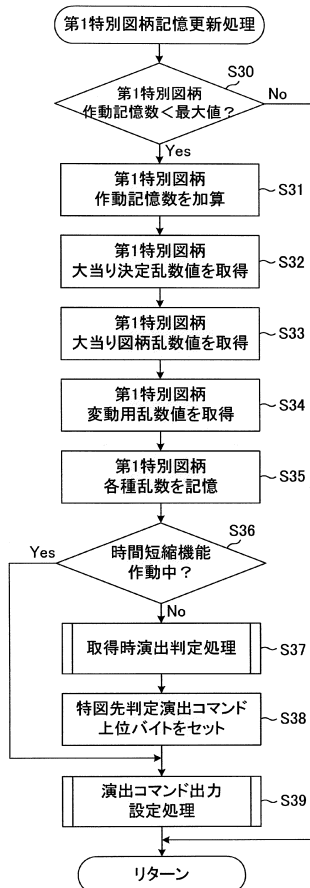 第1特別図柄記憶更新処理
S30
第1特別図柄
作動記憶数<最大値？
No
Yes
第1特別図柄
作動記憶数を加算
S31
第1特別図柄
大当り決定乱数値を取得
S32
第1特別図柄
大当り図柄乱数値を取得
S33
第1特別図柄
変動用乱数値を取得
S34
第1特別図柄
各種乱数を記憶
S35
S36
Yes
時間短縮機能
作動中？
No
取得時演出判定処理
S37
特図先判定演出コマンド
上位バイトをセット
S38
演出コマンド出力
設定処理
S39
リターン